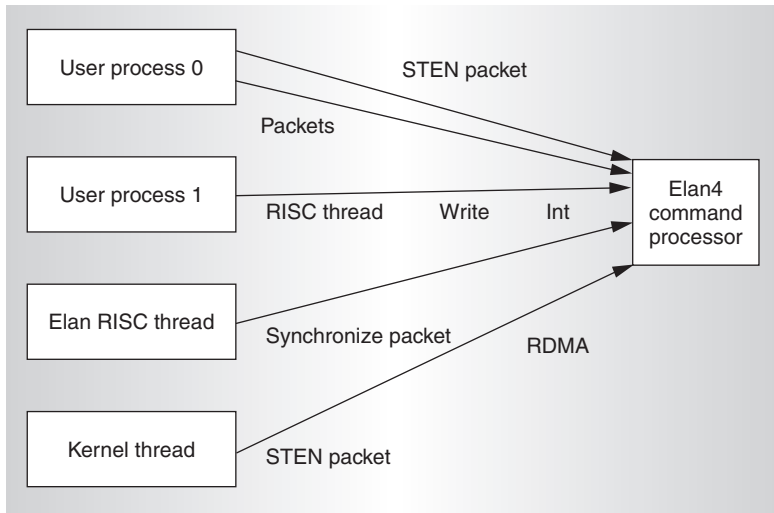 User process 0
STEN packet
Packets
User process 1
RISC thread Write Int
Elan4
command
processor
Elan RISC thread
Synchronize packet
RDMA
Kernel thread
STEN packet